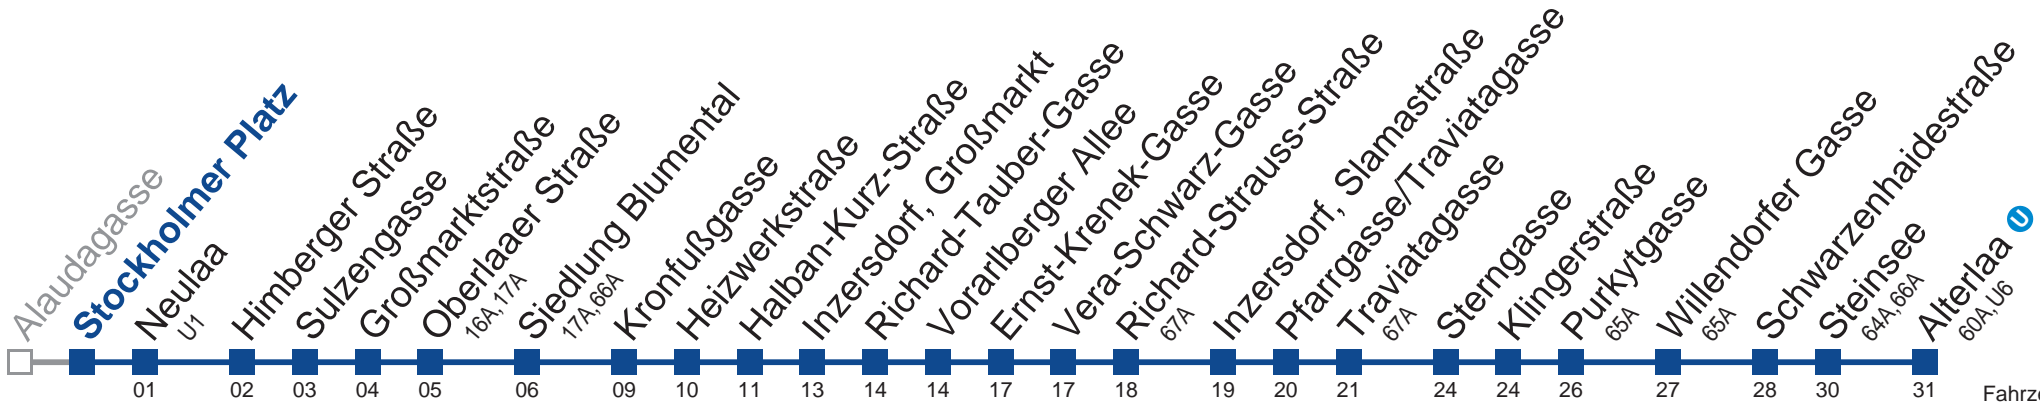 Alaudagasse
Stockholmer Platz
Neulaa
U1
Himberger Straße
Sulzengasse
Großmarktstraße
Oberlaaer Straße
16A, 17A
Siedlung Blumental
17A, 66A
Kronfußgasse
Heizwerkstraße
Halban-Kurz-Straße
Inzersdorf, Großmarkt
Richard-Tauber-Gasse
Vorarlberger Allee
Ernst-Krenek-Gasse
Vera-Schwarz-Gasse
Richard-Strauss-Straße
67A
Inzersdorf, Slamastraße
Pfarrgasse/Traviatagasse
Traviatagasse
67A
Sterngasse
Klingerstraße
Purkytgasse
65A
Willendorfer Gasse
65A
Schwarzenhaidestraße
Steinsee
64A, 66A
Alterlaa U
60A, U6
01 02 03 04 05 06 09 10 11 13 14 14 17 17 18 19 20 21 24 24 26 27 28 30 31 Fahrz